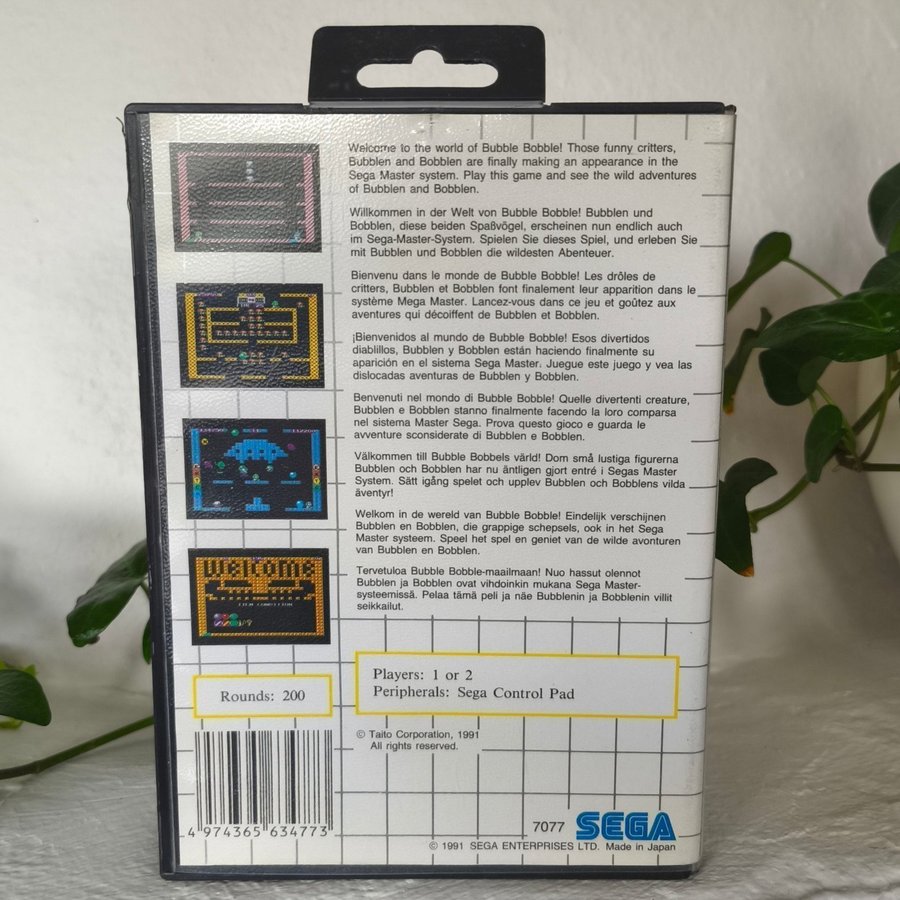 Welcome to the world of Bubble Bobble! Those funny critters,
Bubblen and Bobblen are finally making an appearance in the
Sega Master system. Play this game and see the wild adventures
of Bubblen and Bobblen.
Willkommen in der Welt von Bubble Bobble! Bubblen und
Bobblen, diese beiden Spaßvögel, erscheinen nun endlich auch
im Sega-Master-System. Spielen Sie dieses Spiel, und erleben Sie
mit Bubblen und Bobblen die wildesten Abenteuer.
Bienvenu dans le monde de Bubble Bobble! Les drôles de
critters, Bubblen et Bobblen font finalement leur apparition dans le
système Mega Master. Lancez-vous dans ce jeu et goûtez aux
aventures qui décoiffent de Bubblen et Bobblen.
¡Bienvenidos al mundo de Bubble Bobble! Esos divertidos
diablillos, Bubblen y Bobblen están haciendo finalmente su
aparición en el sistema Sega Master. Juegue este juego y vea las
dislocadas aventuras de Bubblen y Bobblen.
Benvenuti nel mondo di Bubble Bobble! Quelle divertenti creature,
Bubblen e Bobblen stanno finalmente facendo la loro comparsa
nel sistema Master Sega. Prova questo gioco e guarda le
avventure sconsiderate di Bubblen e Bobblen.
Välkommen till Bubble Bobbels värld! Dom små lustiga figurerna
Bubblen och Bobblen har nu äntligen gjort entré i Segas Master
System. Sätt igång spelet och upplev Bubblen och Bobblens vilda
äventyr!
Welkom in de wereld van Bubble Bobble! Eindelijk verschijnen
Bubblen en Bobblen, die grappige schepsels, ook in het Sega
Master systeem. Speel het spel en geniet van de wilde avonturen
van Bubblen en Bobblen.
Tervetuloa Bubble Bobble-maailmaan! Nuo hassut olennot
Bubblen ja Bobblen ovat vihdoinkin mukana Sega Master-
systeemissä. Pelaa tämä peli ja näe Bubblenin ja Bobblenin villit
seikkailut.
Welcome
Rounds: 200
Players: 1 or 2
Peripherals: Sega Control Pad
© Taito Corporation, 1991
All rights reserved.
4 974365 634773
7077 SEGA
© 1991 SEGA ENTERPRISES LTD. Made in Japan